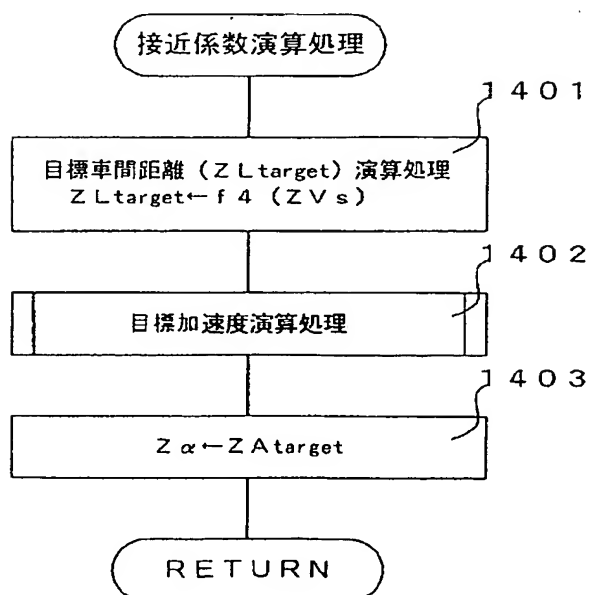 接近係数演算処理
1401
目標車間距離（ZLtarget）演算処理
ZLtarget←f4（ZVs）
1402
目標加速度演算処理
1403
Zα←ZAtarget
RETURN